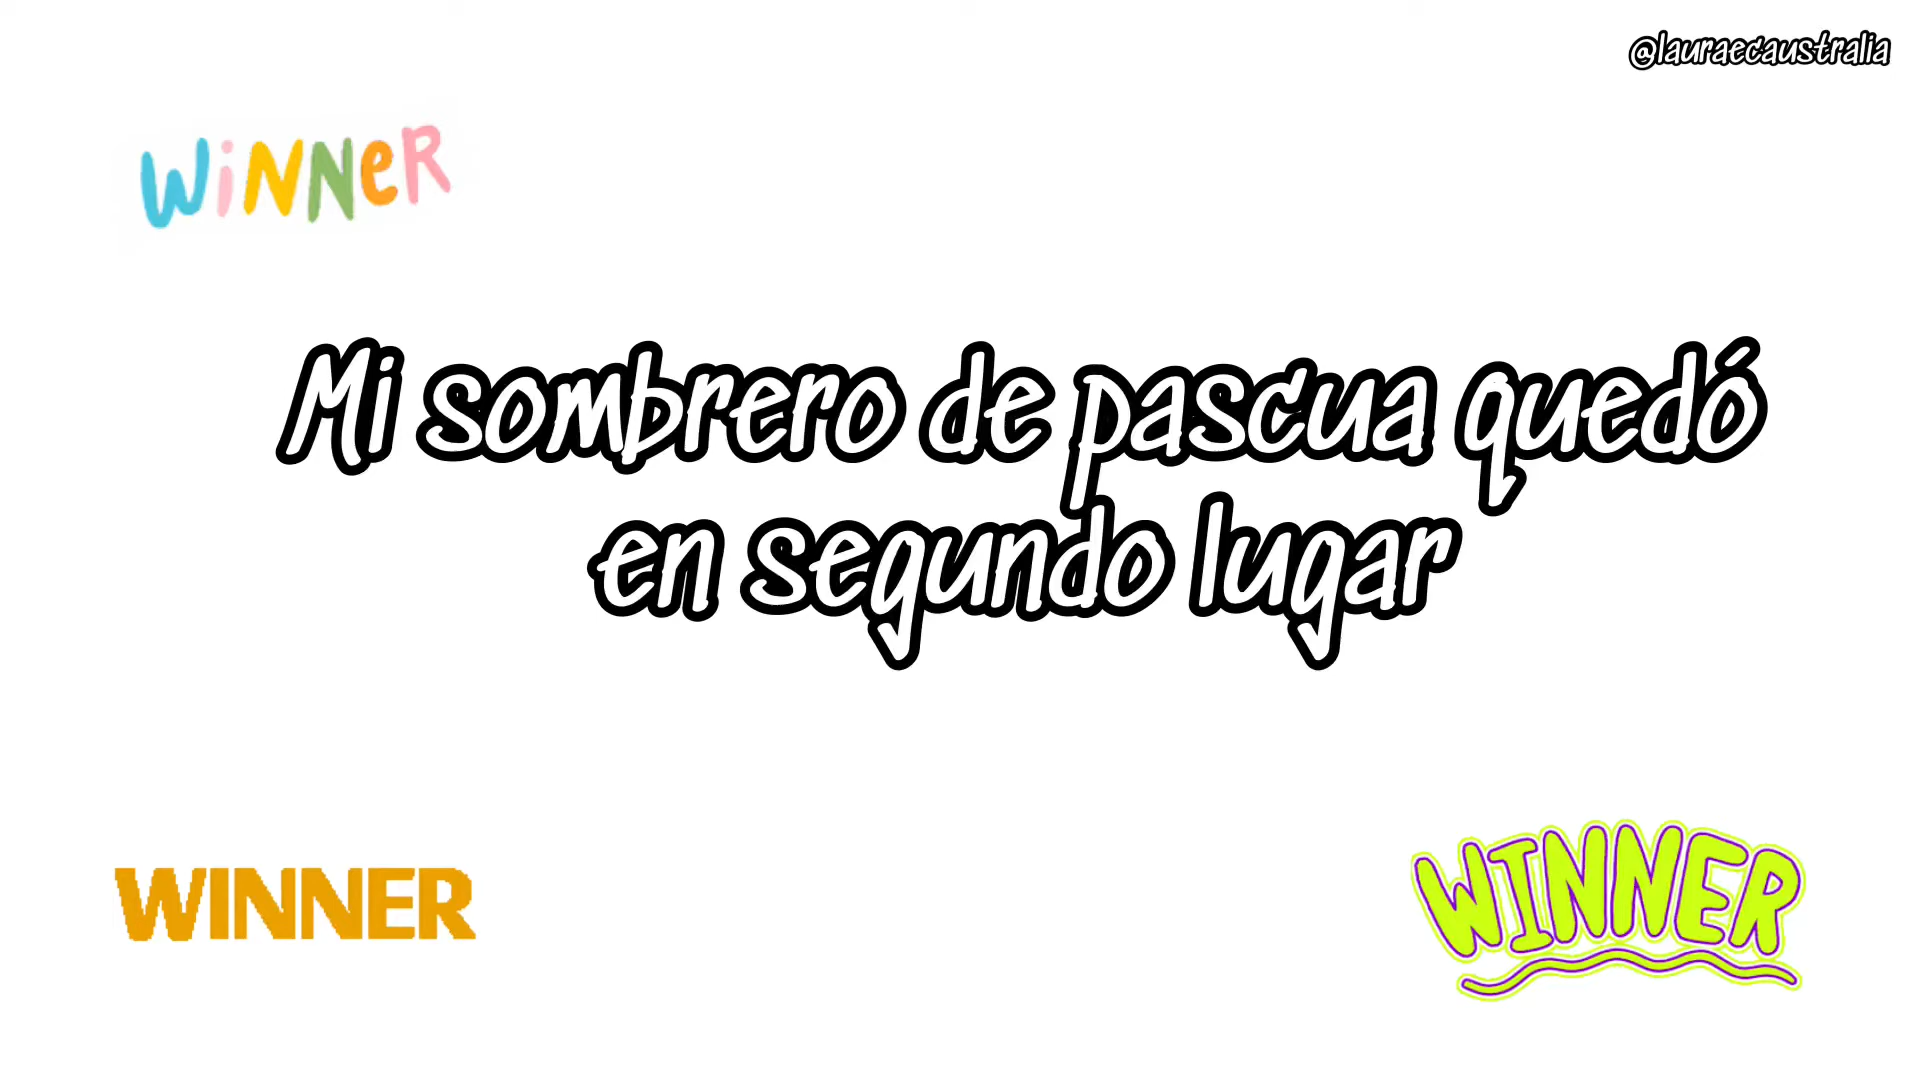 @lauraecaustralia
WiNNeR
Mi sombrero de pascua quedó
en segundo lugar
WINNER
WINNER